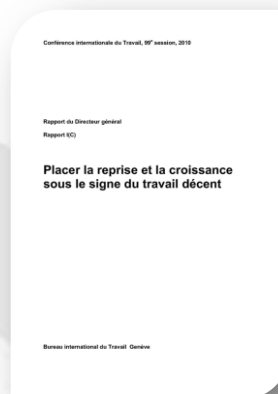 Conférence internationale du Travail, 99e session, 2010
Rapport du Directeur général
Rapport I(C)
Placer la reprise et la croissance
sous le signe du travail décent
Bureau international du Travail Genève